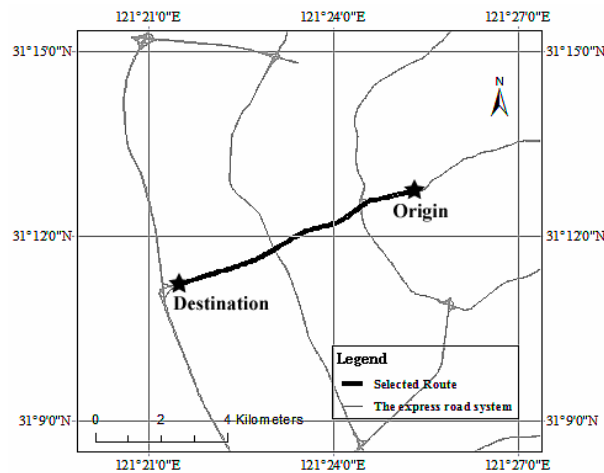 121°21'0"E
121°24'0"E
121°27'0"E
31°15'0"N
31°15'0"N
N
Origin
31°12'0"N
31°12'0"N
Destination
Legend
Selected Route
The express road system
0 2 4 Kilometers
31°9'0"N
31°9'0"N
121°21'0"E
121°24'0"E
121°27'0"E